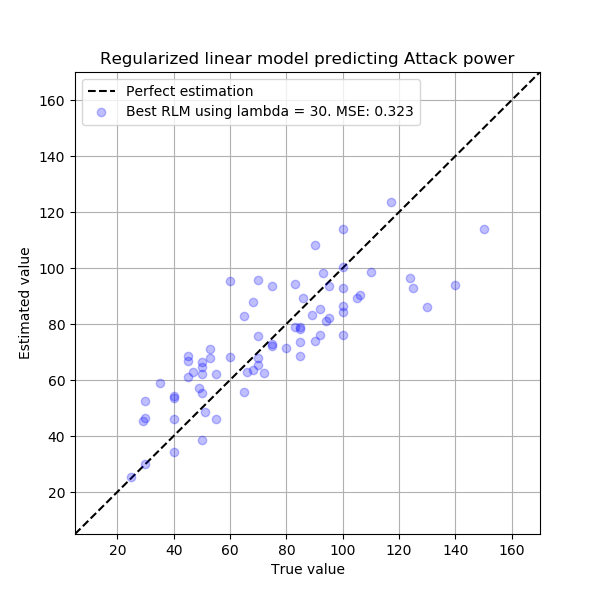 Regularized linear model predicting Attack power
Perfect estimation
Best RLM using lambda = 30. MSE: 0.323
Estimated value
160
140
120
100
80
60
40
20
20 40 60 80 100 120 140 160
True value